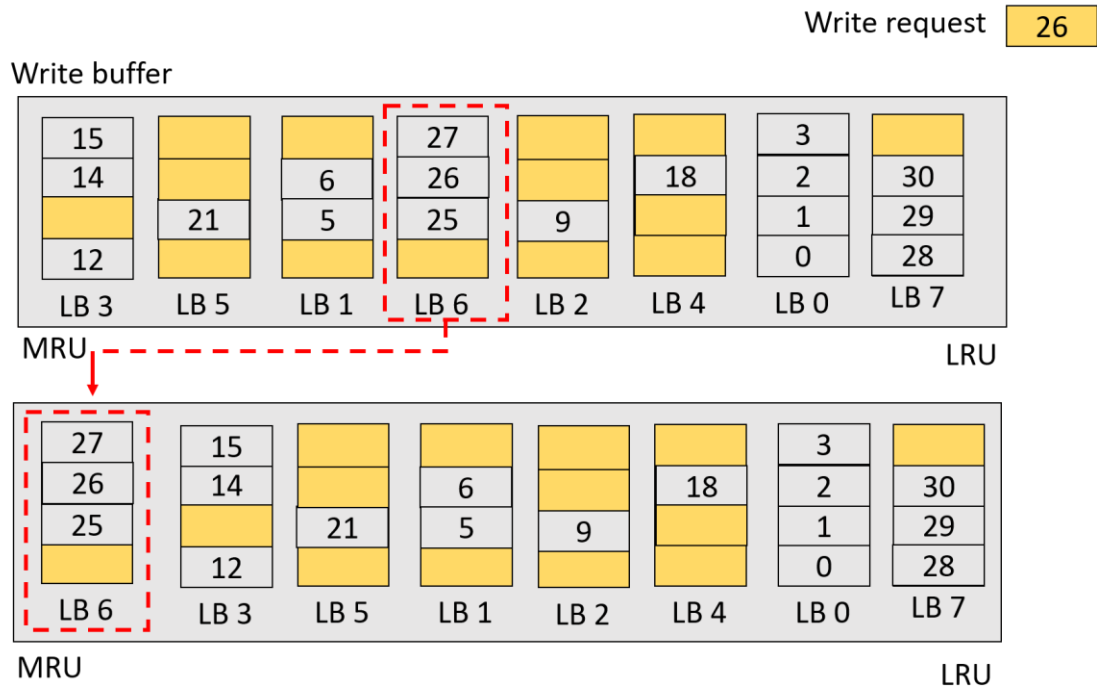 Write request 26
Write buffer
15 27 3
14 6 26 18 2 30
21 5 25 9 1 29
12 0 28
LB 3 LB 5 LB 1 LB 6 LB 2 LB 4 LB 0 LB 7
MRU LRU
27 15 3
26 14 6 18 2 30
25 21 5 9 1 29
12 0 28
LB 6 LB 3 LB 5 LB 1 LB 2 LB 4 LB 0 LB 7
MRU LRU